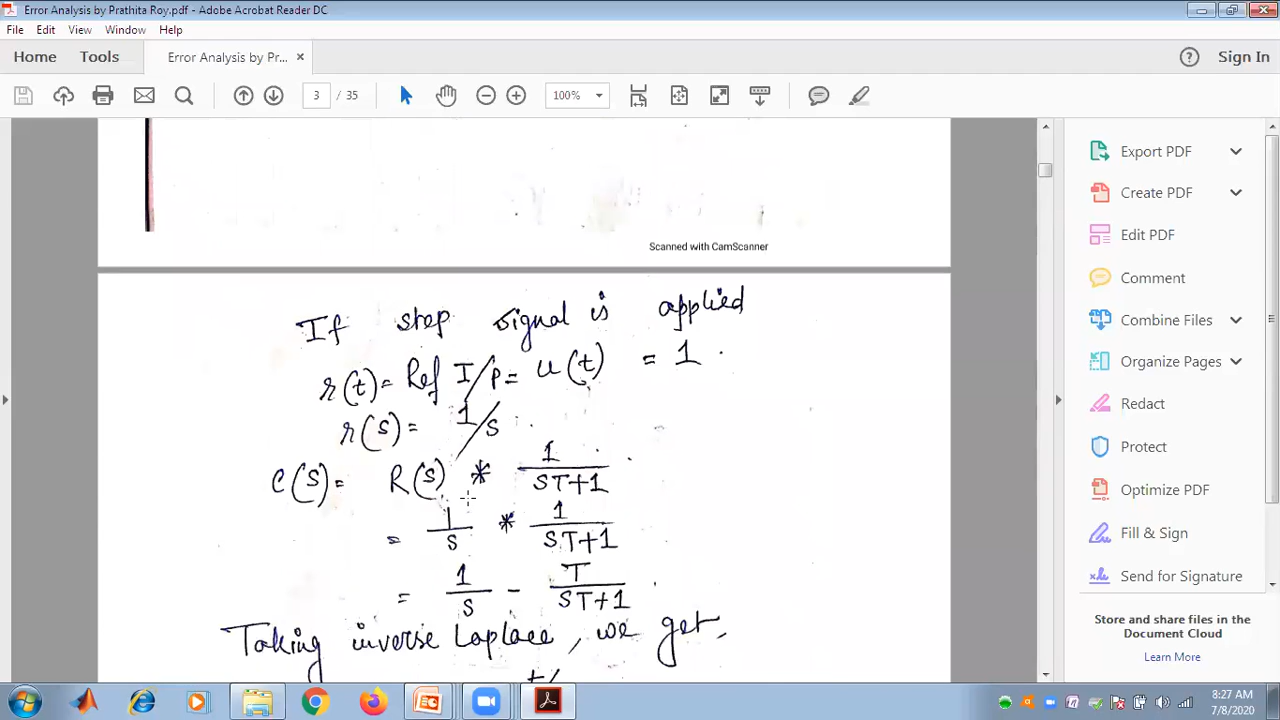 Error Analysis by Prathita Roy.pdf - Adobe Acrobat Reader DC
File Edit View Window Help
Home Tools Error Analysis by Pr... × Sign In
3 / 35 100%
Scanned with CamScanner
If step signal is applied
r(t) = Ref I/P = u(t) = 1.
r(s) = 1/s.
C(S) = R(S) * 1/(ST+1)
= 1/S * 1/(ST+1)
= 1/S - T/(ST+1)
Taking inverse Laplace, we get,
Export PDF
Create PDF
Edit PDF
Comment
Combine Files
Organize Pages
Redact
Protect
Optimize PDF
Fill & Sign
Send for Signature
Store and share files in the
Document Cloud
Learn More
8:27 AM
7/8/2020